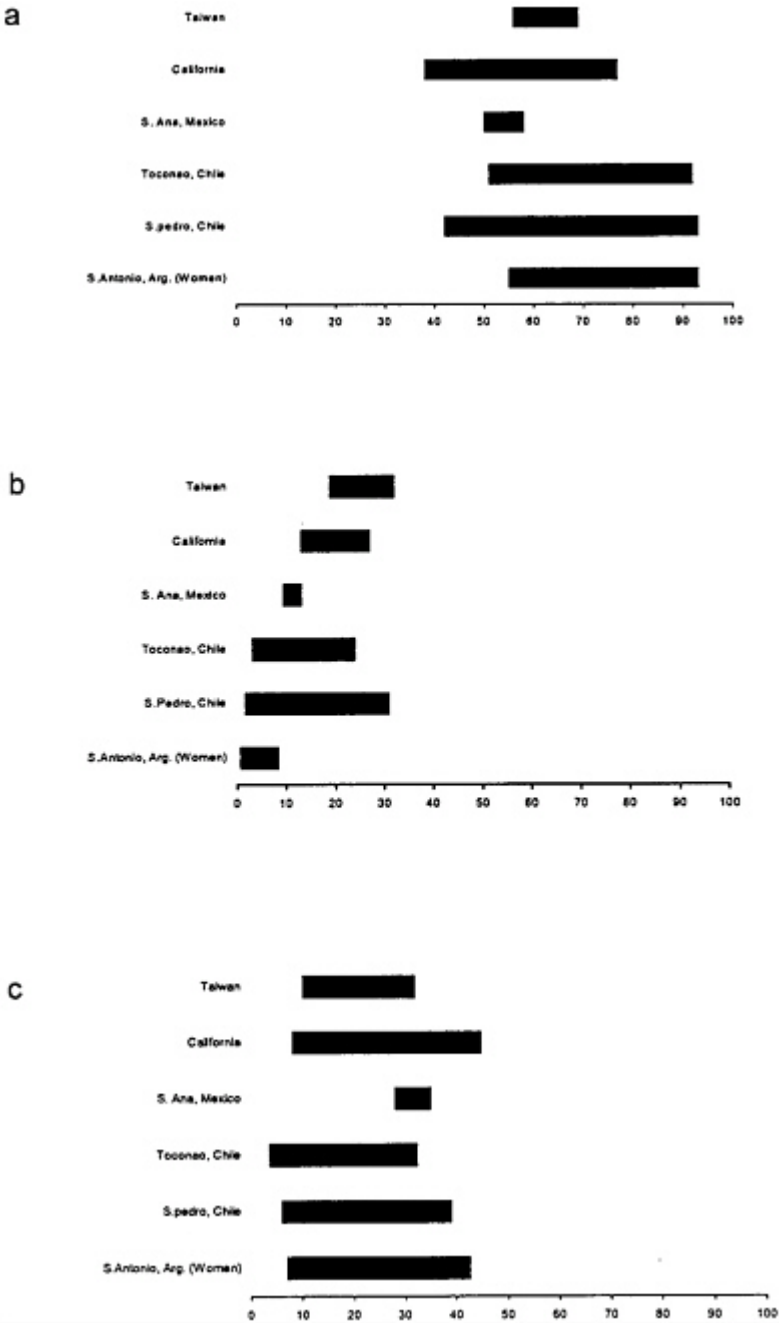 a
Taiwan
California
S. Ana, Mexico
Toconao, Chile
S.pedro, Chile
S.Antonio, Arg. (Women)
0 10 20 30 40 50 60 70 80 90 100
b
Taiwan
California
S. Ana, Mexico
Toconao, Chile
S.Pedro, Chile
S.Antonio, Arg. (Women)
0 10 20 30 40 50 60 70 80 90 100
c
Taiwan
California
S. Ana, Mexico
Toconao, Chile
S.pedro, Chile
S.Antonio, Arg. (Women)
0 10 20 30 40 50 60 70 80 90 100